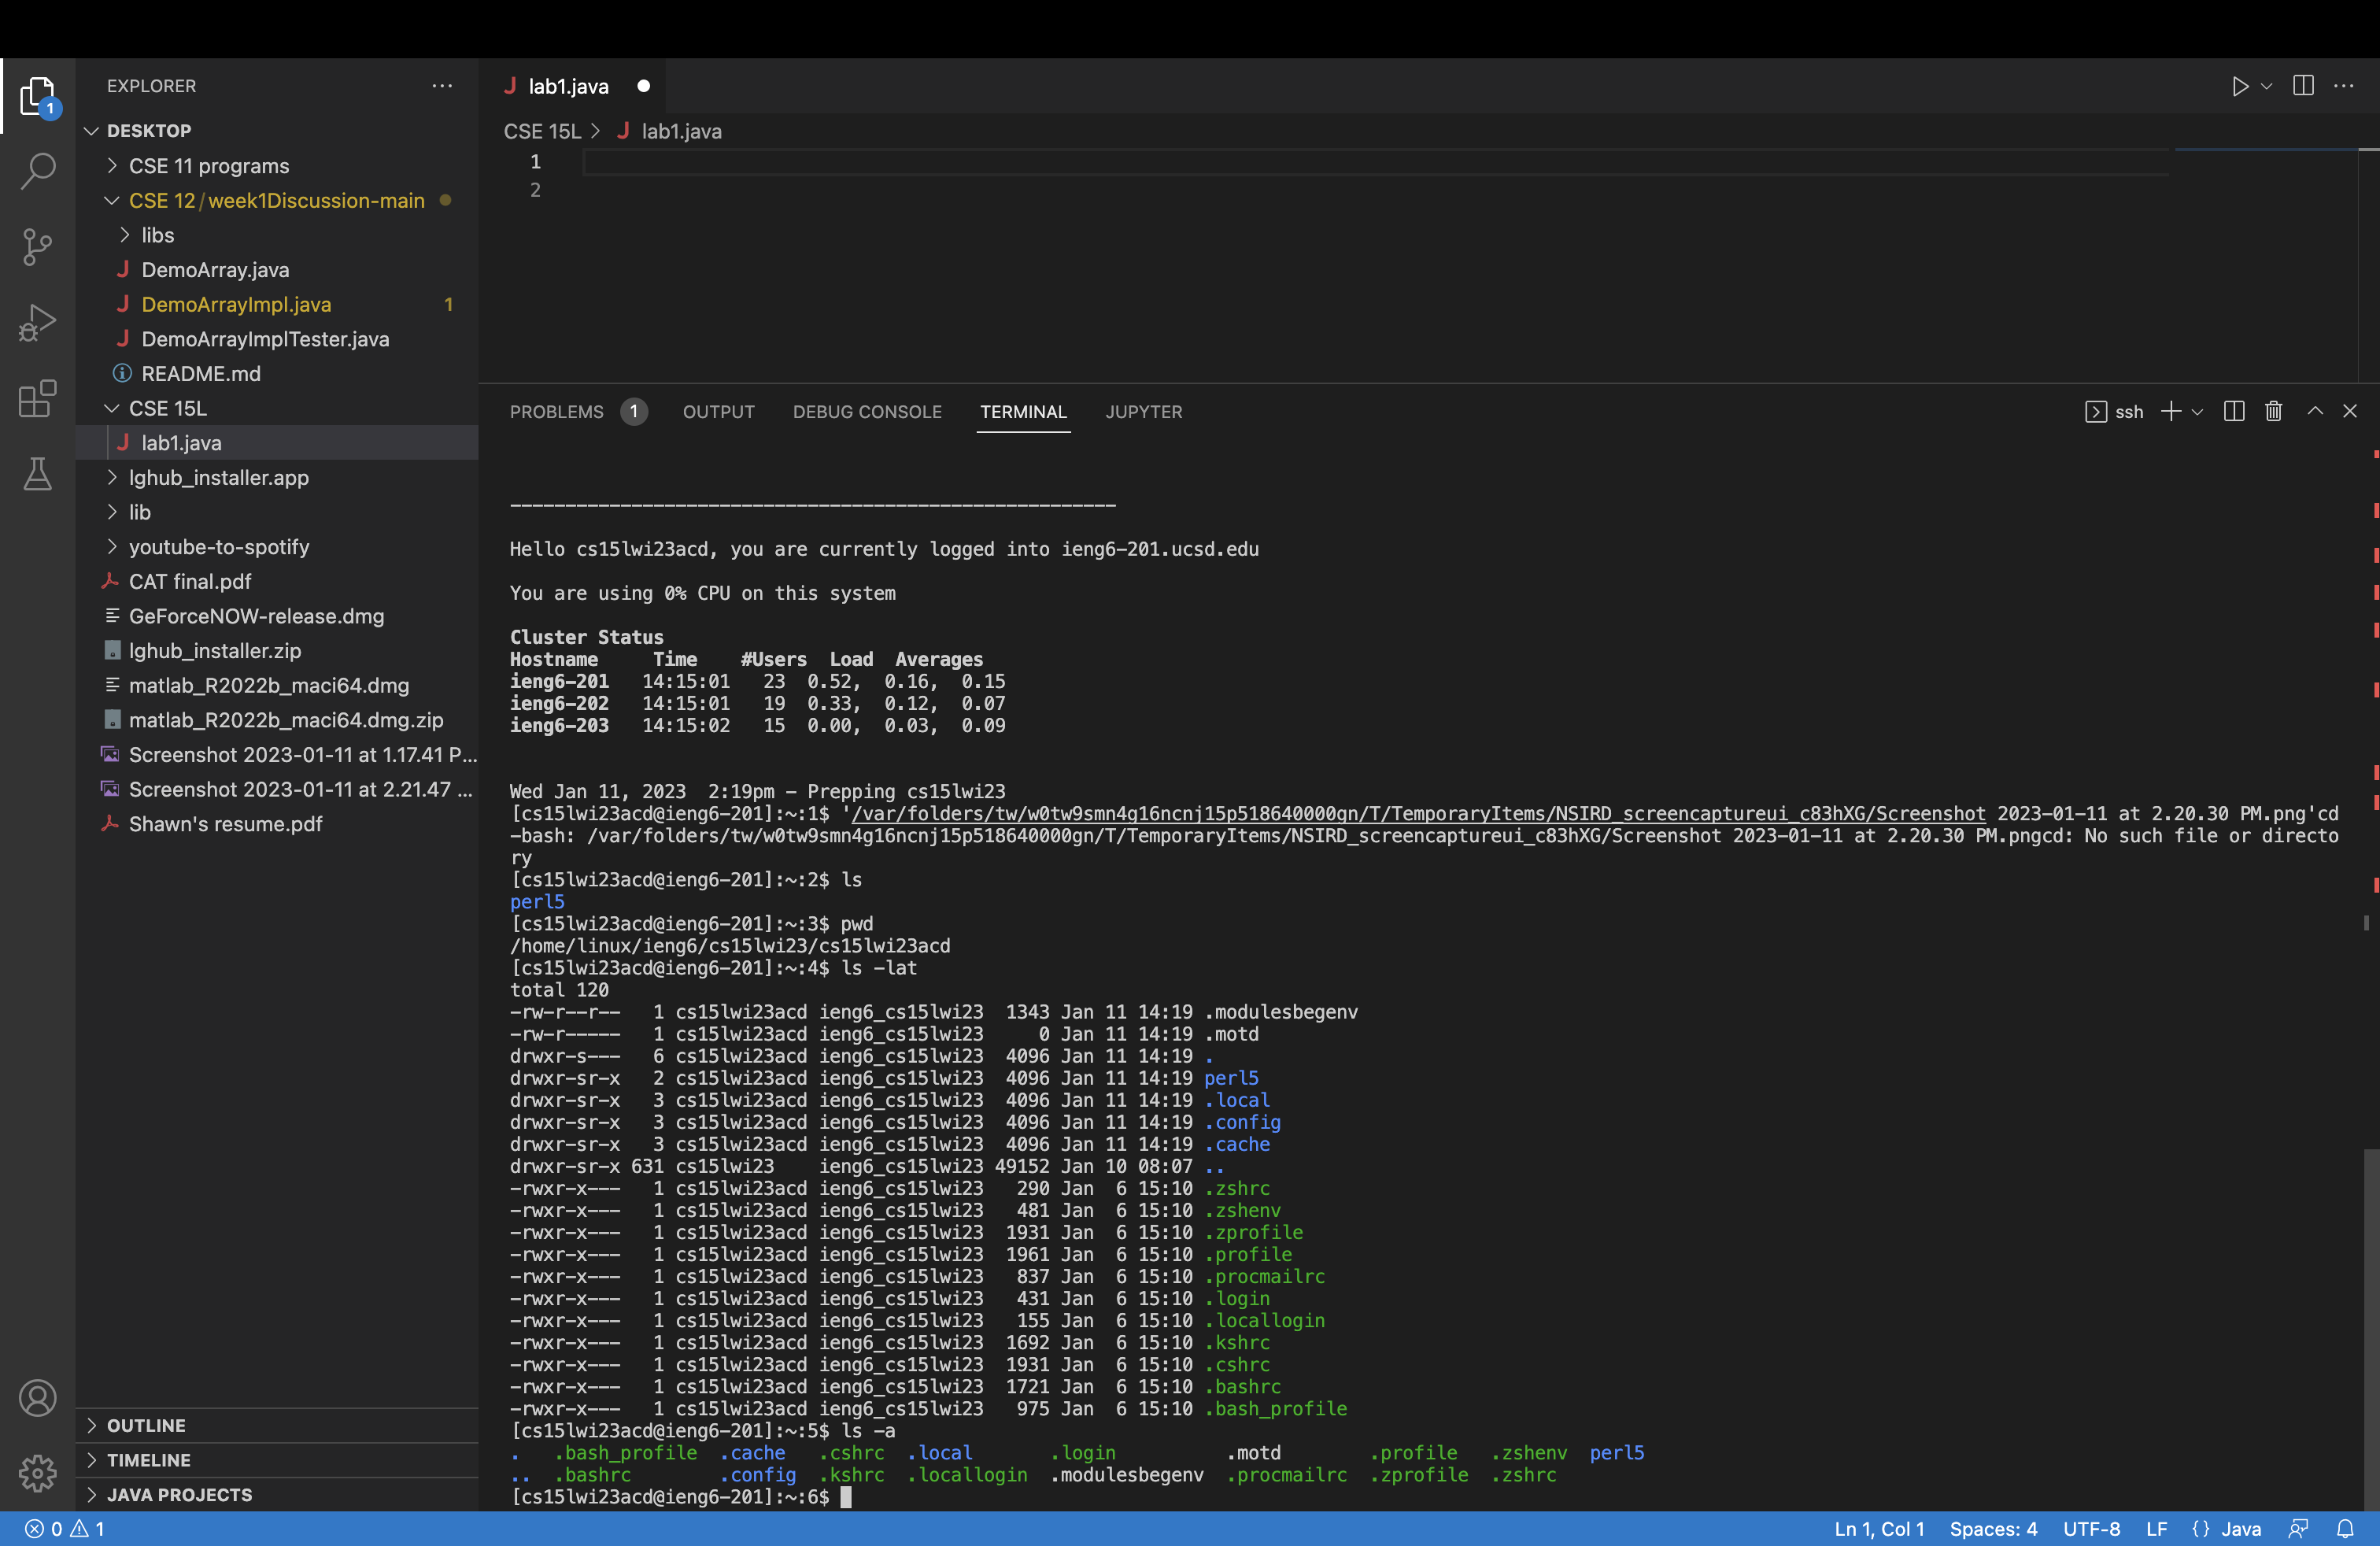 EXPLORER
DESKTOP
CSE 11 programs
CSE 12/week1Discussion-main
libs
DemoArray.java
DemoArrayImpl.java 1
DemoArrayImplTester.java
README.md
CSE 15L
lab1.java
lghub_installer.app
lib
youtube-to-spotify
CAT final.pdf
GeForceNOW-release.dmg
lghub_installer.zip
matlab_R2022b_maci64.dmg
matlab_R2022b_maci64.dmg.zip
Screenshot 2023-01-11 at 1.17.41 P...
Screenshot 2023-01-11 at 2.21.47 ...
Shawn's resume.pdf
OUTLINE
TIMELINE
JAVA PROJECTS
1
J lab1.java
CSE 15L > J lab1.java
1
2
PROBLEMS 1 OUTPUT DEBUG CONSOLE TERMINAL JUPYTER
ssh
-------------------------------------------------------
Hello cs15lwi23acd, you are currently logged into ieng6-201.ucsd.edu
You are using 0% CPU on this system
Cluster Status
Hostname Time #Users Load Averages
ieng6-201 14:15:01 23 0.52, 0.16, 0.15
ieng6-202 14:15:01 19 0.33, 0.12, 0.07
ieng6-203 14:15:02 15 0.00, 0.03, 0.09
Wed Jan 11, 2023 2:19pm - Prepping cs15lwi23
[cs15lwi23acd@ieng6-201]:~:1$ '/var/folders/tw/w0tw9smn4g16ncnj15p518640000gn/T/TemporaryItems/NSIRD_screencaptureui_c83hXG/Screenshot 2023-01-11 at 2.20.30 PM.png'cd
-bash: /var/folders/tw/w0tw9smn4g16ncnj15p518640000gn/T/TemporaryItems/NSIRD_screencaptureui_c83hXG/Screenshot 2023-01-11 at 2.20.30 PM.pngcd: No such file or directo
ry
[cs15lwi23acd@ieng6-201]:~:2$ ls
perl5
[cs15lwi23acd@ieng6-201]:~:3$ pwd
/home/linux/ieng6/cs15lwi23/cs15lwi23acd
[cs15lwi23acd@ieng6-201]:~:4$ ls -lat
total 120
-rw-r--r-- 1 cs15lwi23acd ieng6_cs15lwi23 1343 Jan 11 14:19 .modulesbegenv
-rw-r----- 1 cs15lwi23acd ieng6_cs15lwi23 0 Jan 11 14:19 .motd
drwxr-s--- 6 cs15lwi23acd ieng6_cs15lwi23 4096 Jan 11 14:19 .
drwxr-sr-x 2 cs15lwi23acd ieng6_cs15lwi23 4096 Jan 11 14:19 perl5
drwxr-sr-x 3 cs15lwi23acd ieng6_cs15lwi23 4096 Jan 11 14:19 .local
drwxr-sr-x 3 cs15lwi23acd ieng6_cs15lwi23 4096 Jan 11 14:19 .config
drwxr-sr-x 3 cs15lwi23acd ieng6_cs15lwi23 4096 Jan 11 14:19 .cache
drwxr-sr-x 631 cs15lwi23 ieng6_cs15lwi23 49152 Jan 10 08:07 ..
-rwxr-x--- 1 cs15lwi23acd ieng6_cs15lwi23 290 Jan 6 15:10 .zshrc
-rwxr-x--- 1 cs15lwi23acd ieng6_cs15lwi23 481 Jan 6 15:10 .zshenv
-rwxr-x--- 1 cs15lwi23acd ieng6_cs15lwi23 1931 Jan 6 15:10 .zprofile
-rwxr-x--- 1 cs15lwi23acd ieng6_cs15lwi23 1961 Jan 6 15:10 .profile
-rwxr-x--- 1 cs15lwi23acd ieng6_cs15lwi23 837 Jan 6 15:10 .procmailrc
-rwxr-x--- 1 cs15lwi23acd ieng6_cs15lwi23 431 Jan 6 15:10 .login
-rwxr-x--- 1 cs15lwi23acd ieng6_cs15lwi23 155 Jan 6 15:10 .locallogin
-rwxr-x--- 1 cs15lwi23acd ieng6_cs15lwi23 1692 Jan 6 15:10 .kshrc
-rwxr-x--- 1 cs15lwi23acd ieng6_cs15lwi23 1931 Jan 6 15:10 .cshrc
-rwxr-x--- 1 cs15lwi23acd ieng6_cs15lwi23 1721 Jan 6 15:10 .bashrc
-rwxr-x--- 1 cs15lwi23acd ieng6_cs15lwi23 975 Jan 6 15:10 .bash_profile
[cs15lwi23acd@ieng6-201]:~:5$ ls -a
. .bash_profile .cache .cshrc .local .login .motd .profile .zshenv perl5
.. .bashrc .config .kshrc .locallogin .modulesbegenv .procmailrc .zprofile .zshrc
[cs15lwi23acd@ieng6-201]:~:6$
0 1 Ln 1, Col 1 Spaces: 4 UTF-8 LF {} Java